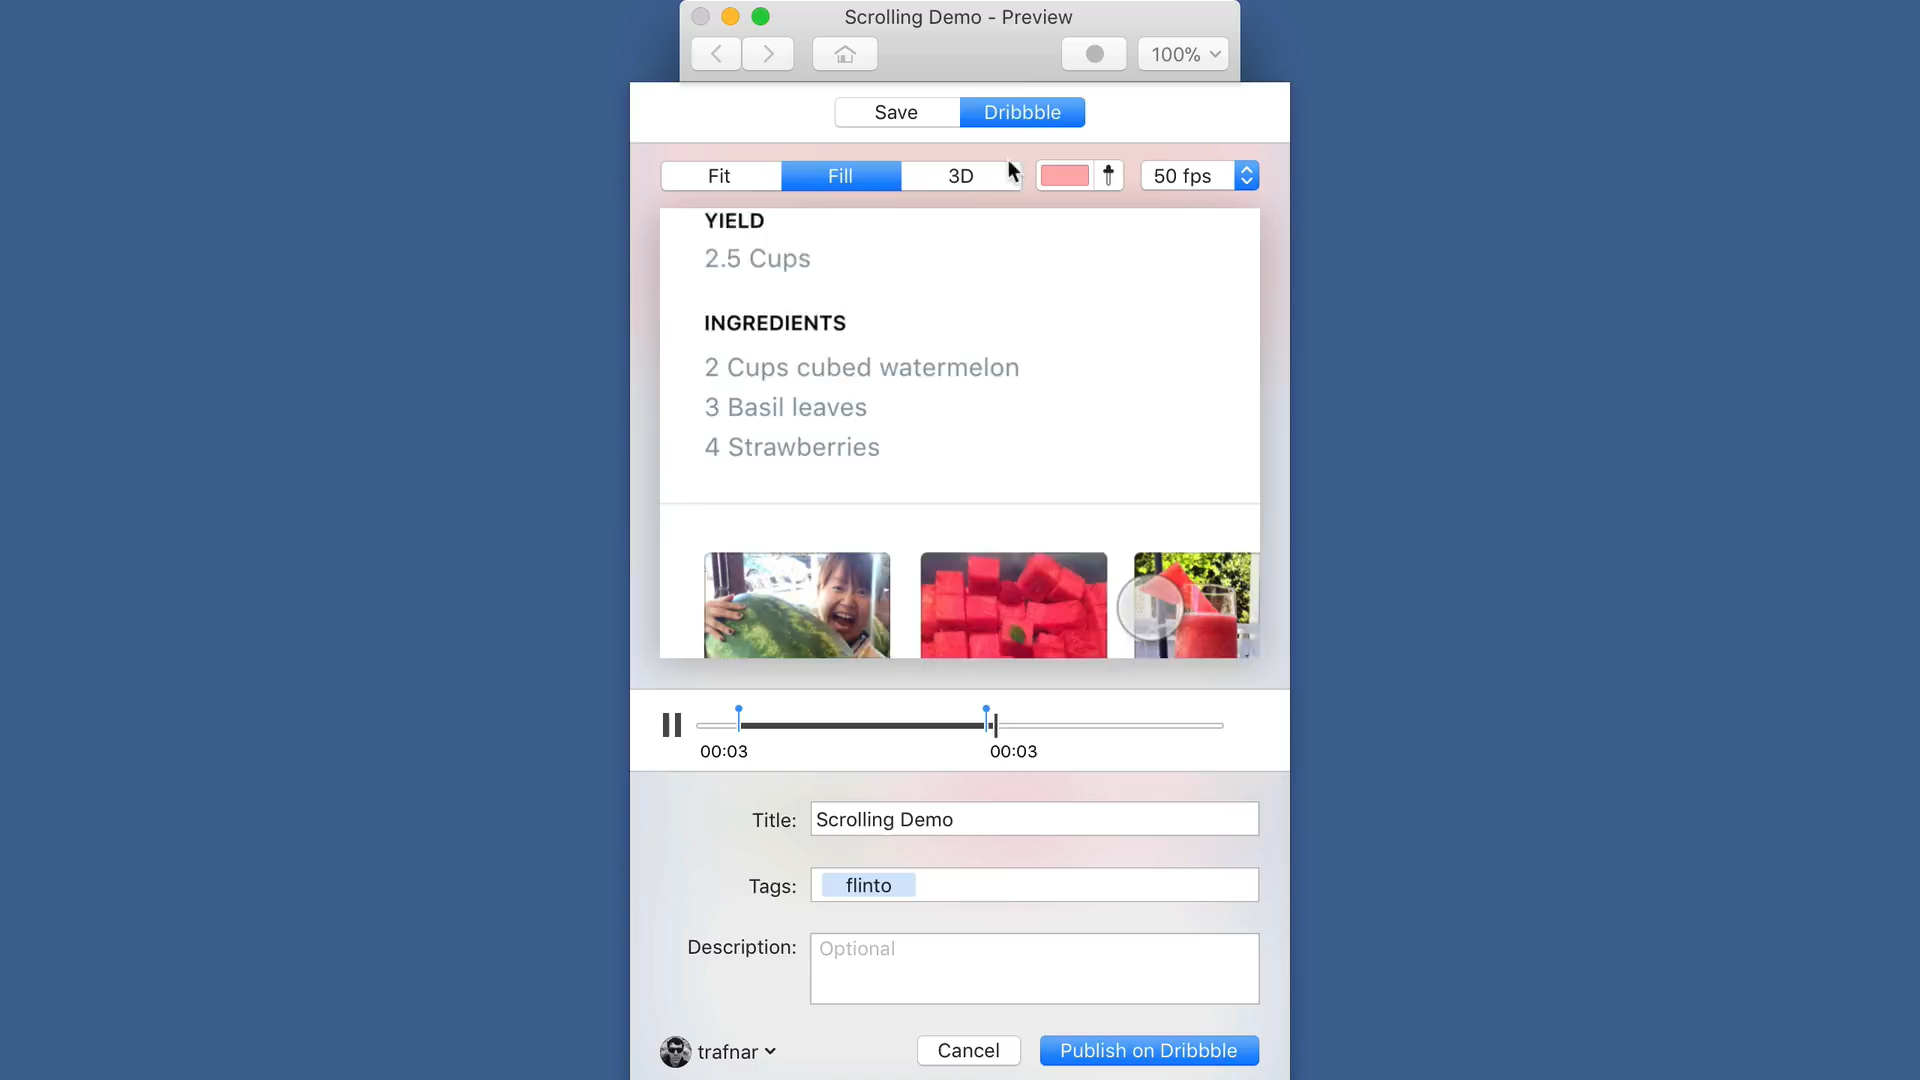 Scrolling Demo - Preview
100%
Save Dribbble
Fit Fill 3D 50 fps
YIELD
2.5 Cups
INGREDIENTS
2 Cups cubed watermelon
3 Basil leaves
4 Strawberries
00:03 00:03
Title: Scrolling Demo
Tags: flinto
Description: Optional
trafnar Cancel Publish on Dribbble